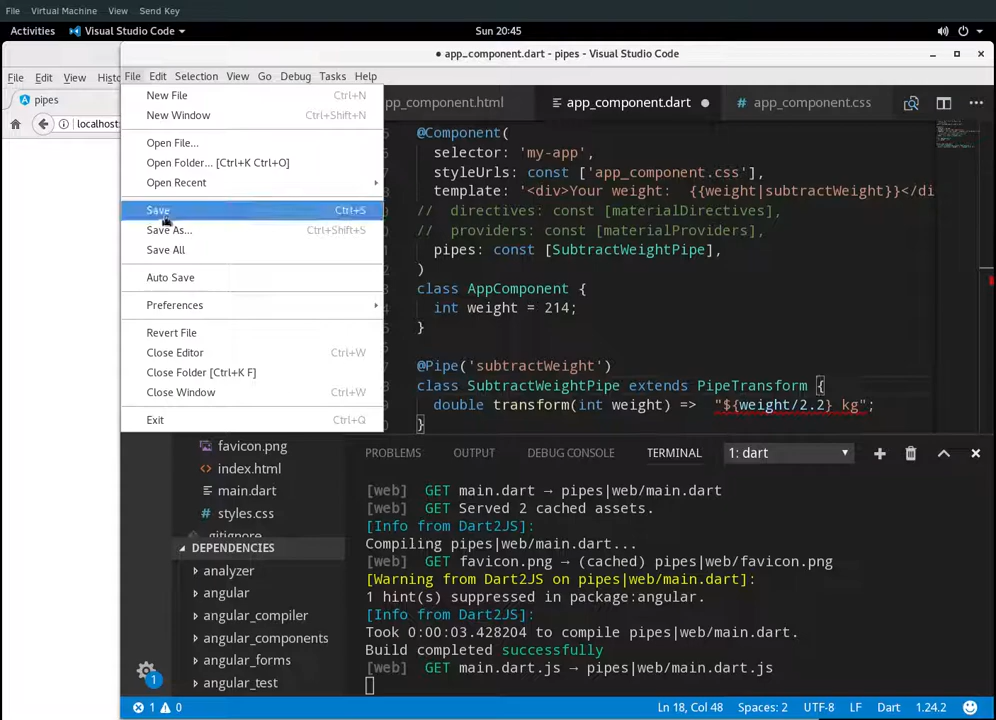 File Virtual Machine View Send Key
Activities Visual Studio Code Sun 20:45
● app_component.dart - pipes - Visual Studio Code
File Edit View Histo
File Edit Selection View Go Debug Tasks Help
pipes
localhost:
New File Ctrl+N
New Window Ctrl+Shift+N
Open File...
Open Folder... [Ctrl+K Ctrl+O]
Open Recent
Save Ctrl+S
Save As... Ctrl+Shift+S
Save All
Auto Save
Preferences
Revert File
Close Editor Ctrl+W
Close Folder [Ctrl+K F]
Close Window Ctrl+W
Exit Ctrl+Q
pp_component.html app_component.dart # app_component.css
@Component(
selector: 'my-app',
styleUrls: const ['app_component.css'],
template: '<div>Your weight:  {{weight|subtractWeight}}</di
//  directives: const [materialDirectives],
//  providers: const [materialProviders],
pipes: const [SubtractWeightPipe],
)
class AppComponent {
int weight = 214;
}
@Pipe('subtractWeight')
class SubtractWeightPipe extends PipeTransform {
double transform(int weight) =>  "${weight/2.2} kg";
}
favicon.png
<> index.html
main.dart
# styles.css
.gitignore
DEPENDENCIES
analyzer
angular
angular_compiler
angular_components
angular_forms
angular_test
PROBLEMS OUTPUT DEBUG CONSOLE TERMINAL 1: dart
[web]  GET main.dart → pipes|web/main.dart
[web]  GET Served 2 cached assets.
[Info from Dart2JS]:
Compiling pipes|web/main.dart...
[web]  GET favicon.png → (cached) pipes|web/favicon.png
[Warning from Dart2JS on pipes|web/main.dart]:
1 hint(s) suppressed in package:angular.
[Info from Dart2JS]:
Took 0:00:03.428204 to compile pipes|web/main.dart.
Build completed successfully
[web]  GET main.dart.js → pipes|web/main.dart.js
1
1 0 Ln 18, Col 48 Spaces: 2 UTF-8 LF Dart 1.24.2